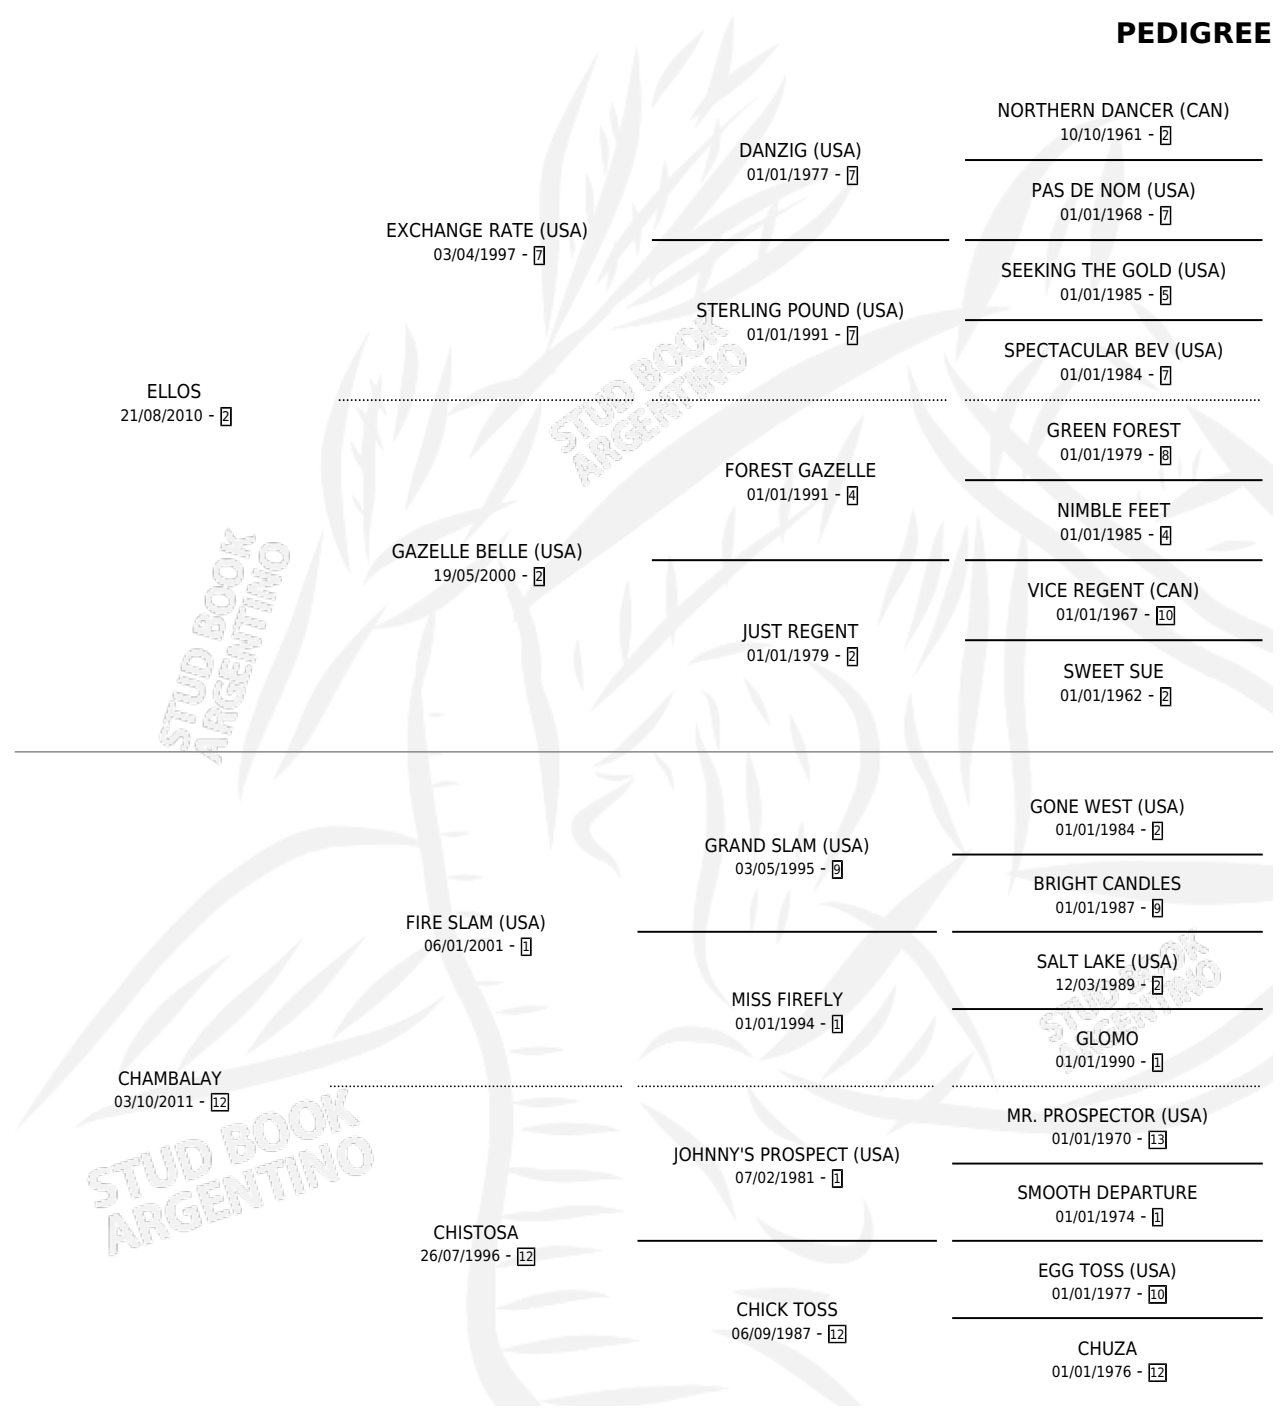 PEDIGREE
NORTHERN DANCER (CAN)
10/10/1961 - 2
DANZIG (USA)
01/01/1977 - 7
PAS DE NOM (USA)
01/01/1968 - 7
EXCHANGE RATE (USA)
03/04/1997 - 7
SEEKING THE GOLD (USA)
01/01/1985 - 5
STERLING POUND (USA)
01/01/1991 - 7
SPECTACULAR BEV (USA)
01/01/1984 - 7
STUD BOOK
ARGENTINO
ELLOS
21/08/2010 - 2
GREEN FOREST
01/01/1979 - 8
FOREST GAZELLE
01/01/1991 - 4
NIMBLE FEET
01/01/1985 - 4
GAZELLE BELLE (USA)
19/05/2000 - 2
VICE REGENT (CAN)
01/01/1967 - 10
JUST REGENT
01/01/1979 - 2
SWEET SUE
01/01/1962 - 2
STUD BOOK
ARGENTINO
GONE WEST (USA)
01/01/1984 - 2
GRAND SLAM (USA)
03/05/1995 - 9
BRIGHT CANDLES
01/01/1987 - 9
FIRE SLAM (USA)
06/01/2001 - 1
SALT LAKE (USA)
12/03/1989 - 2
MISS FIREFLY
01/01/1994 - 1
STUD BOOK
ARGENTINO
GLOMO
01/01/1990 - 1
CHAMBALAY
03/10/2011 - 12
MR. PROSPECTOR (USA)
01/01/1970 - 13
JOHNNY'S PROSPECT (USA)
07/02/1981 - 1
SMOOTH DEPARTURE
01/01/1974 - 1
STUD BOOK
ARGENTINO
CHISTOSA
26/07/1996 - 12
EGG TOSS (USA)
01/01/1977 - 10
CHICK TOSS
06/09/1987 - 12
CHUZA
01/01/1976 - 12